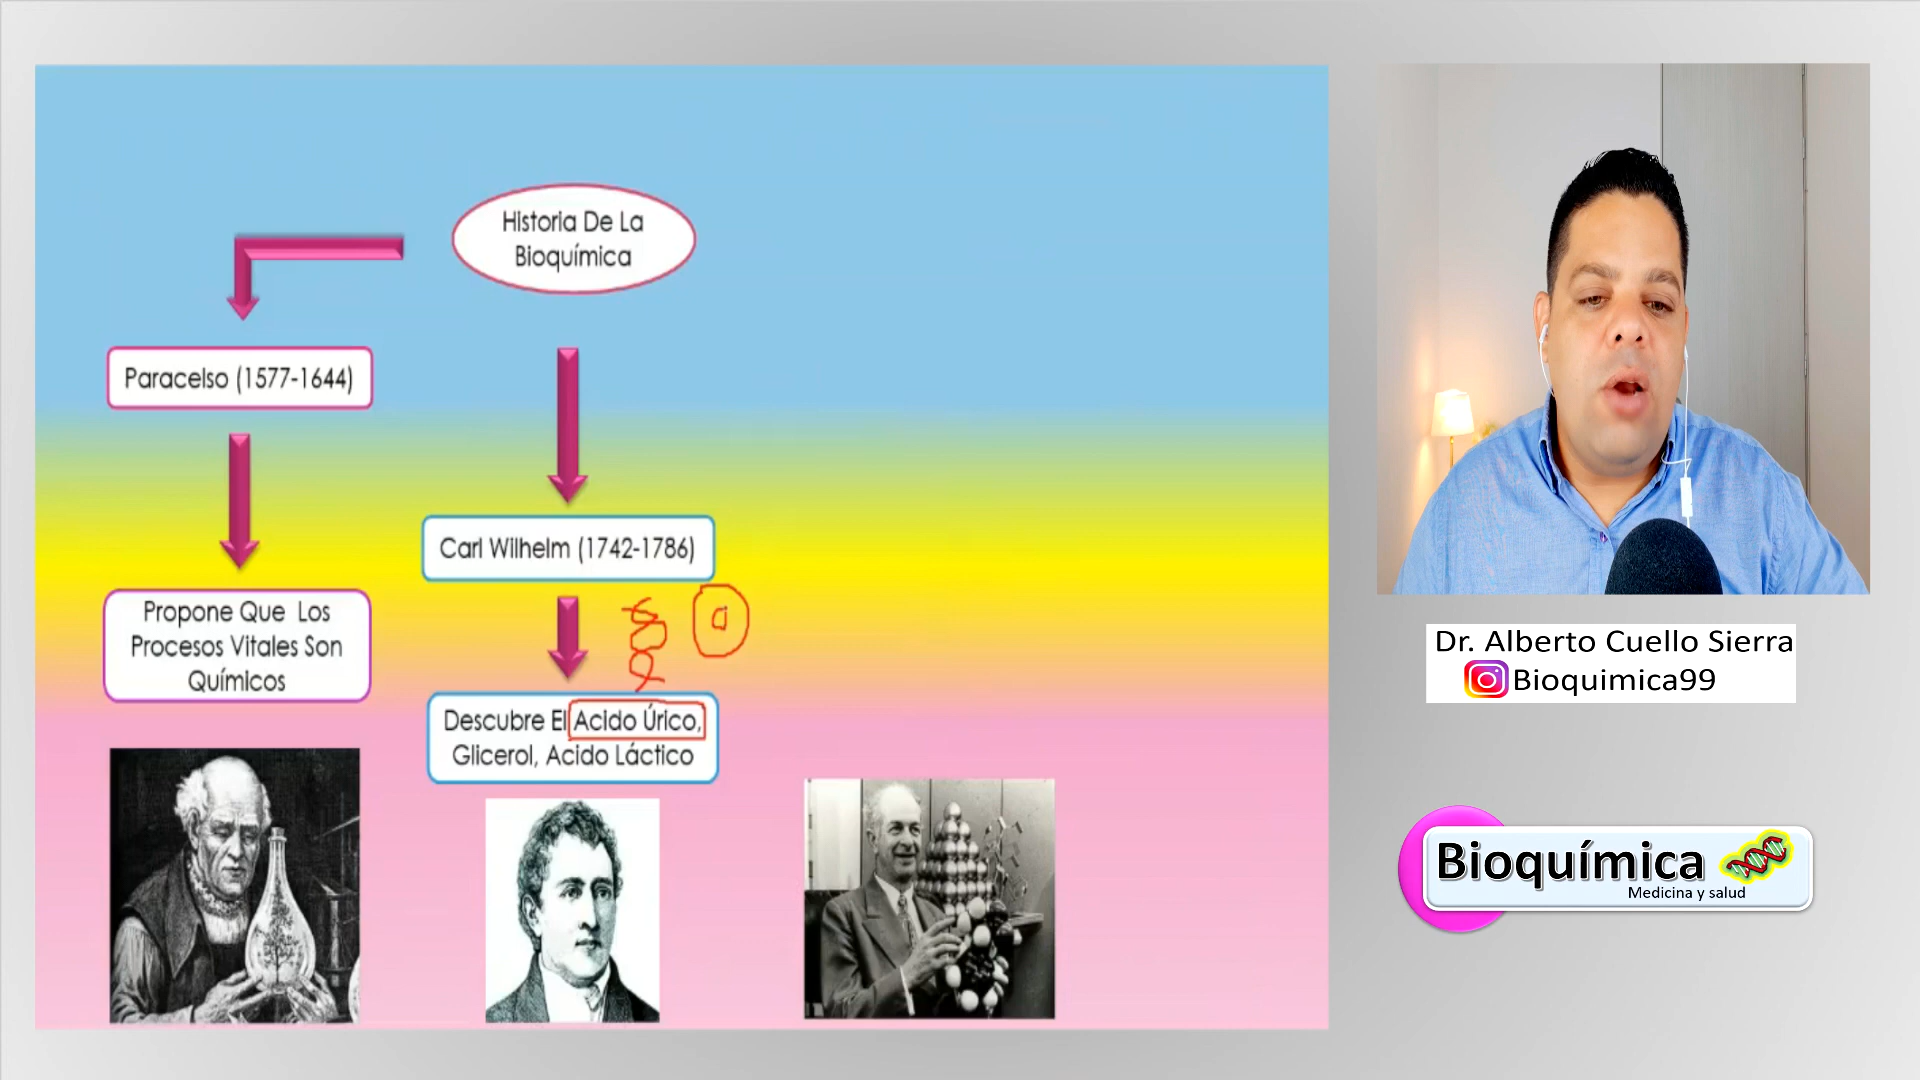 Historia De La
Bioquímica
Paracelso (1577-1644)
Propone Que Los
Procesos Vitales Son
Químicos
Carl Wilhelm (1742-1786)
Descubre El Acido Úrico,
Glicerol, Acido Láctico
Dr. Alberto Cuello Sierra
Bioquimica99
Bioquímica
Medicina y salud